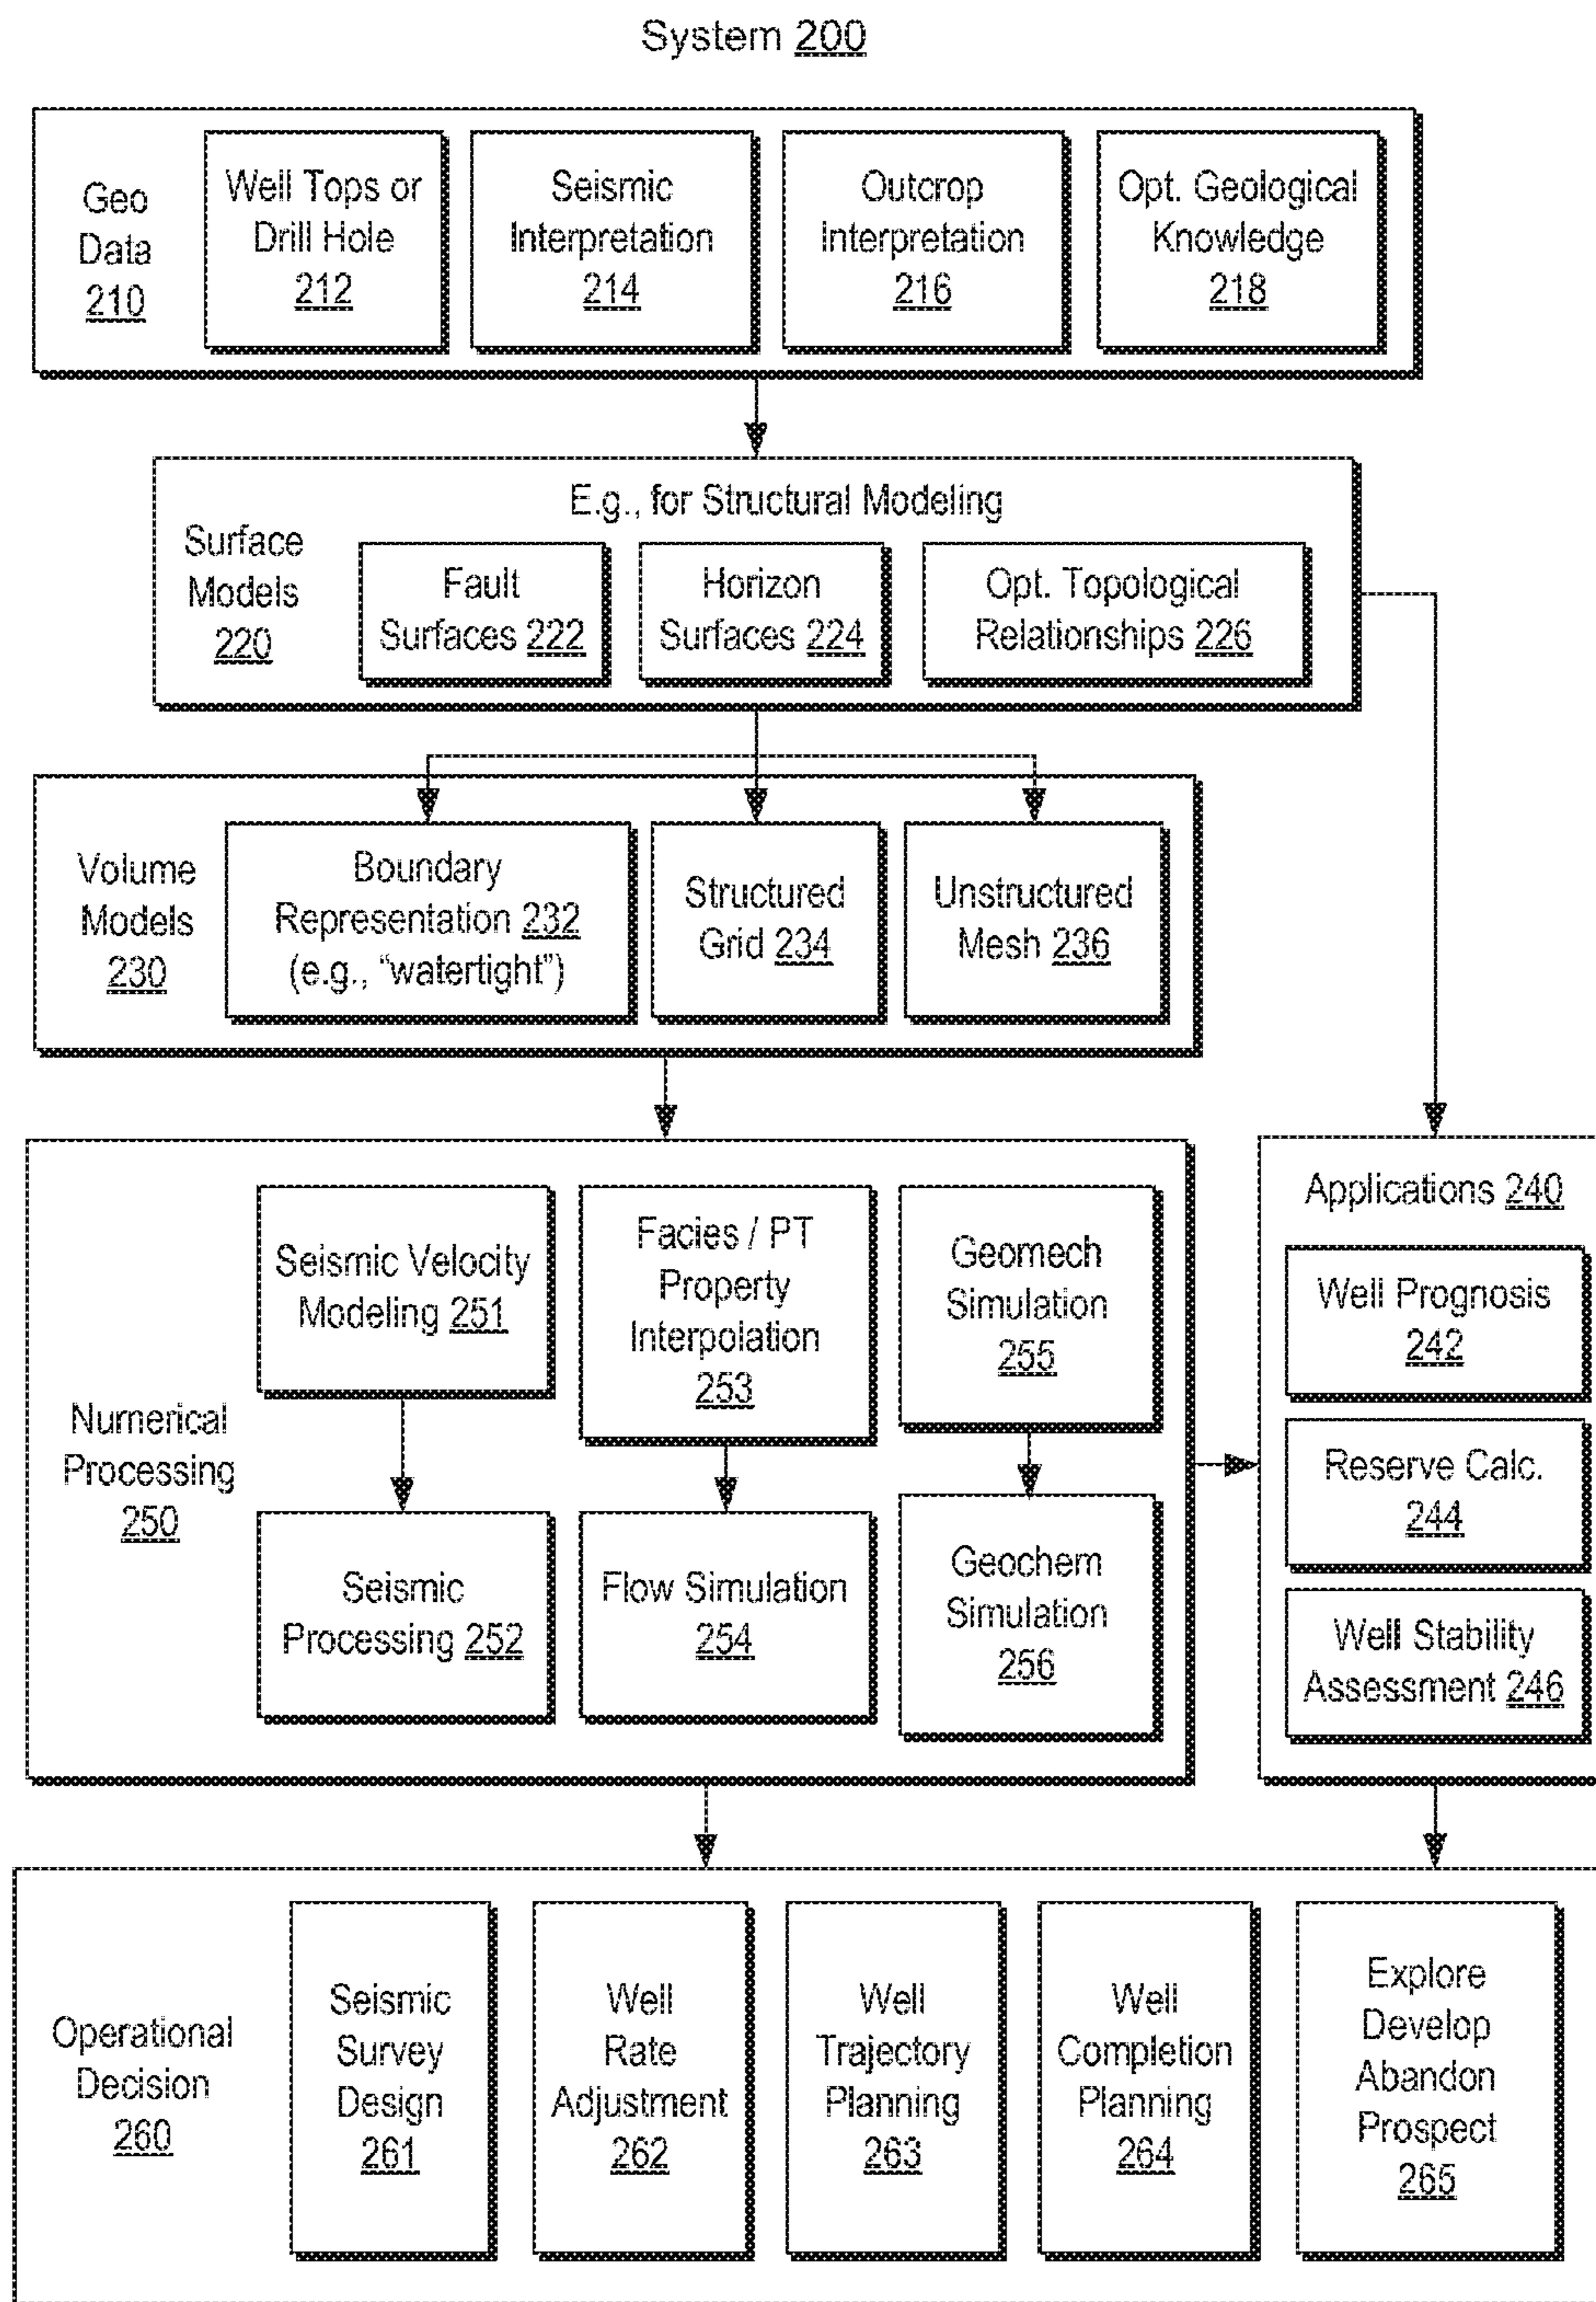 System 200
Geo
Data
210
Well Tops or
Drill Hole
212
Seismic
Interpretation
214
Outcrop
Interpretation
216
Opt. Geological
Knowledge
218
E.g., for Structural Modeling
Surface
Models
220
Fault
Surfaces 222
Horizon
Surfaces 224
Opt. Topological
Relationships 226
Volume
Models
230
Boundary
Representation 232
(e.g., “watertight”)
Structured
Grid 234
Unstructured
Mesh 236
Numerical
Processing
250
Seismic Velocity
Modeling 251
Facies / PT
Property
Interpolation
253
Geomech
Simulation
255
Seismic
Processing 252
Flow Simulation
254
Geochem
Simulation
256
Applications 240
Well Prognosis
242
Reserve Calc.
244
Well Stability
Assessment 246
Operational
Decision
260
Seismic
Survey
Design
261
Well
Rate
Adjustment
262
Well
Trajectory
Planning
263
Well
Completion
Planning
264
Explore
Develop
Abandon
Prospect
265